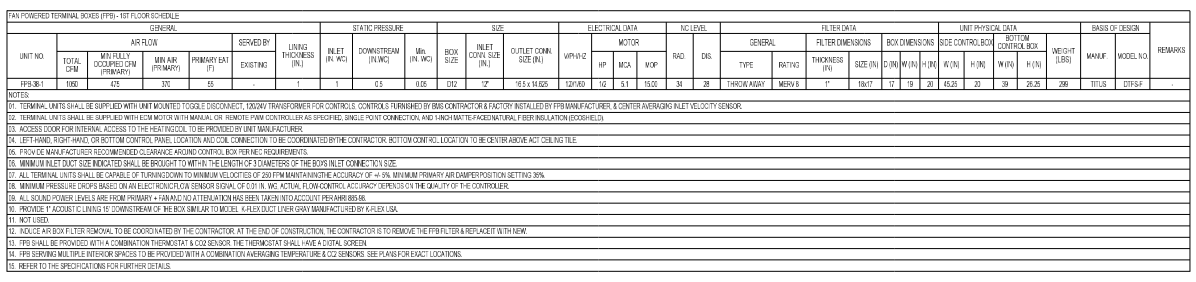 FAN POWERED TERMINAL BOXES (FPB) - 1ST FLOOR SCHEDULE
GENERAL STATIC PRESSURE SIZE ELECTRICAL DATA NC LEVEL FILTER DATA UNIT PHYSICAL DATA BASIS OF DESIGN REMARKS
UNIT NO. AIR FLOW SERVED BY LINING THICKNESS (IN.) INLET (IN. WC) DOWNSTREAM (IN.WC) Min. (IN. WC) BOX SIZE INLET CONN. SIZE (IN.) OUTLET CONN. SIZE (IN.) V/PH/HZ MOTOR RAD. DIS. GENERAL FILTER DIMENSIONS BOX DIMENSIONS SIDE CONTROL BOX BOTTOM CONTROL BOX WEIGHT (LBS) MANUF. MODEL NO.
TOTAL CFM MIN FULLY OCCUPIED CFM (PRIMARY) MIN AIR (PRIMARY) PRIMARY EAT (F) EXISTING HP MCA MOP TYPE RATING THICKNESS (IN) SIZE (IN) D (IN) W (IN) H (IN) W (IN) H (IN) W (IN) H (IN)
FPB-3B-1 1050 475 370 55 - 1 1 0.5 0.05 D12 12" 16.5 x 14.625 120/1/60 1/2 5.1 15.00 34 28 THROW AWAY MERV 8 1" 18x17 17 19 20 45.25 20 39 26.25 299 TITUS DTFS-F -
NOTES:
01. TERMINAL UNITS SHALL BE SUPPLIED WITH UNIT MOUNTED TOGGLE DISCONNECT, 120/24V TRANSFORMER FOR CONTROLS. CONTROLS FURNISHED BY BMS CONTRACTOR & FACTORY INSTALLED BY FPB MANUFACTURER, & CENTER AVERAGING INLET VELOCITY SENSOR.
02. TERMINAL UNITS SHALL BE SUPPLIED WITH ECM MOTOR WITH MANUAL OR REMOTE PWM CONTROLLER AS SPECIFIED, SINGLE POINT CONNECTION, AND 1-INCH MATTE-FACED NATURAL FIBER INSULATION (ECOSHIELD).
03. ACCESS DOOR FOR INTERNAL ACCESS TO THE HEATING COIL TO BE PROVIDED BY UNIT MANUFACTURER.
04. LEFT-HAND, RIGHT-HAND, OR BOTTOM CONTROL PANEL LOCATION AND COIL CONNECTION TO BE COORDINATED BY THE CONTRACTOR. BOTTOM CONTROL LOCATION TO BE CENTER ABOVE ACT CEILING TILE.
05. PROVIDE MANUFACTURER RECOMMENDED CLEARANCE AROUND CONTROL BOX PER NEC REQUIREMENTS.
06. MINIMUM INLET DUCT SIZE INDICATED SHALL BE BROUGHT TO WITHIN THE LENGTH OF 3 DIAMETERS OF THE BOX'S INLET CONNECTION SIZE.
07. ALL TERMINAL UNITS SHALL BE CAPABLE OF TURNING DOWN TO MINIMUM VELOCITIES OF 250 FPM MAINTAINING THE ACCURACY OF +/- 5%. MINIMUM PRIMARY AIR DAMPER POSITION SETTING 35%.
08. MINIMUM PRESSURE DROPS BASED ON AN ELECTRONIC FLOW SENSOR SIGNAL OF 0.01 IN. WG. ACTUAL FLOW-CONTROL ACCURACY DEPENDS ON THE QUALITY OF THE CONTROLLER.
09. ALL SOUND POWER LEVELS ARE FROM PRIMARY + FAN AND NO ATTENUATION HAS BEEN TAKEN INTO ACCOUNT PER AHRI 885-98.
10. PROVIDE 1" ACOUSTIC LINING 15' DOWNSTREAM OF THE BOX SIMILAR TO MODEL K-FLEX DUCT LINER GRAY MANUFACTURED BY K-FLEX USA.
11. NOT USED.
12. INDUCE AIR BOX FILTER REMOVAL TO BE COORDINATED BY THE CONTRACTOR. AT THE END OF CONSTRUCTION, THE CONTRACTOR IS TO REMOVE THE FPB FILTER & REPLACE IT WITH NEW.
13. FPB SHALL BE PROVIDED WITH A COMBINATION THERMOSTAT & CO2 SENSOR. THE THERMOSTAT SHALL HAVE A DIGITAL SCREEN.
14. FPB SERVING MULTIPLE INTERIOR SPACES TO BE PROVIDED WITH A COMBINATION AVERAGING TEMPERATURE & CO2 SENSORS. SEE PLANS FOR EXACT LOCATIONS.
15. REFER TO THE SPECIFICATIONS FOR FURTHER DETAILS.